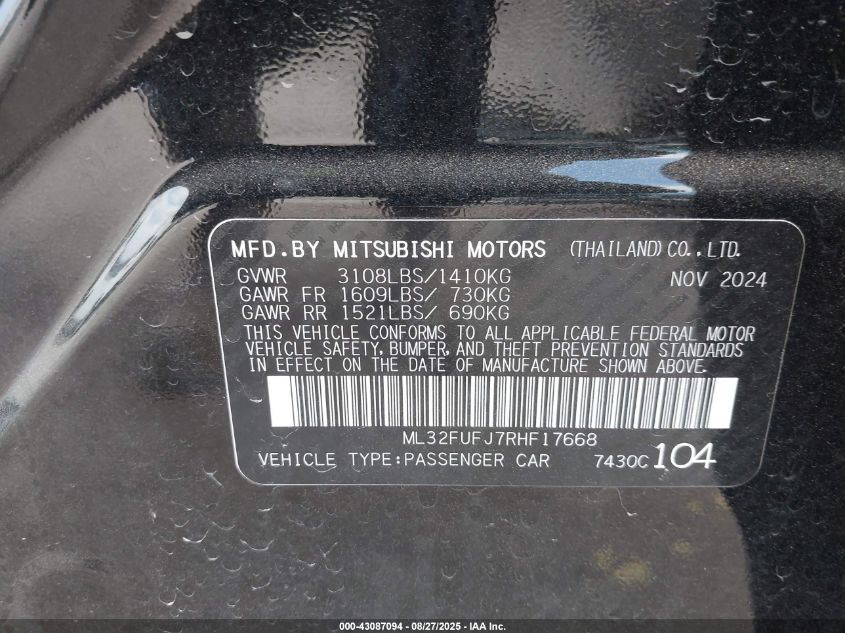 MFD.BY MITSUBISHI MOTORS (THAILAND) CO., LTD.
GVWR 3108LBS/1410KG NOV 2024
GAWR FR 1609LBS/ 730KG
GAWR RR 1521LBS/ 690KG
THIS VEHICLE CONFORMS TO ALL APPLICABLE FEDERAL MOTOR
VEHICLE SAFETY, BUMPER, AND THEFT PREVENTION STANDARDS
IN EFFECT ON THE DATE OF MANUFACTURE SHOWN ABOVE.
ML32FUFJ7RHF17668
VEHICLE TYPE:PASSENGER CAR 7430C 104
000-43087094 - 08/27/2025 - IAA Inc.